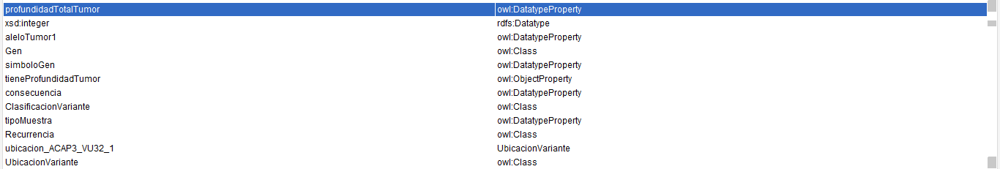 profundidadTotalTumor owl:DatatypeProperty
xsd:integer rdfs:Datatype
aleloTumor1 owl:DatatypeProperty
Gen owl:Class
simboloGen owl:DatatypeProperty
tieneProfundidadTumor owl:ObjectProperty
consecuencia owl:DatatypeProperty
ClasificacionVariante owl:Class
tipoMuestra owl:DatatypeProperty
Recurrencia owl:Class
ubicacion_ACAP3_VU32_1 UbicacionVariante
UbicacionVariante owl:Class